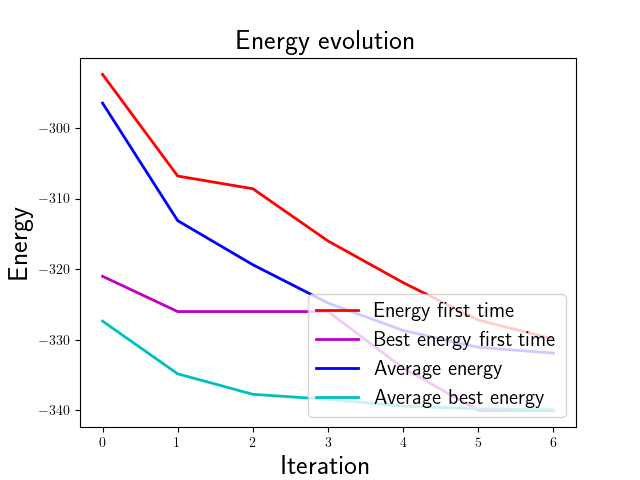 Energy evolution
Energy
−300
−310
−320
−330
−340
Energy first time
Best energy first time
Average energy
Average best energy
0 1 2 3 4 5 6
Iteration